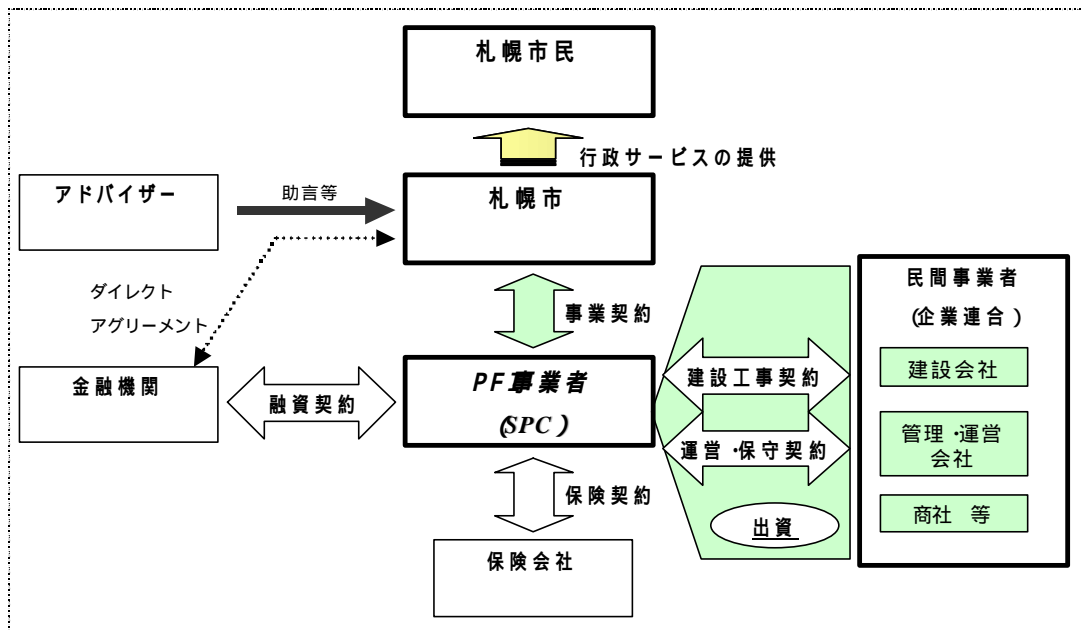 札幌市民
行政サービスの提供
アドバイザー
助言等
札幌市
ダイレクト
アグリーメント
事業契約
民間事業者
(企業連合)
建設会社
管理・運営
会社
商社 等
金融機関
融資契約
PF事業者
(SPC)
建設工事契約
運営・保守契約
出資
保険契約
保険会社